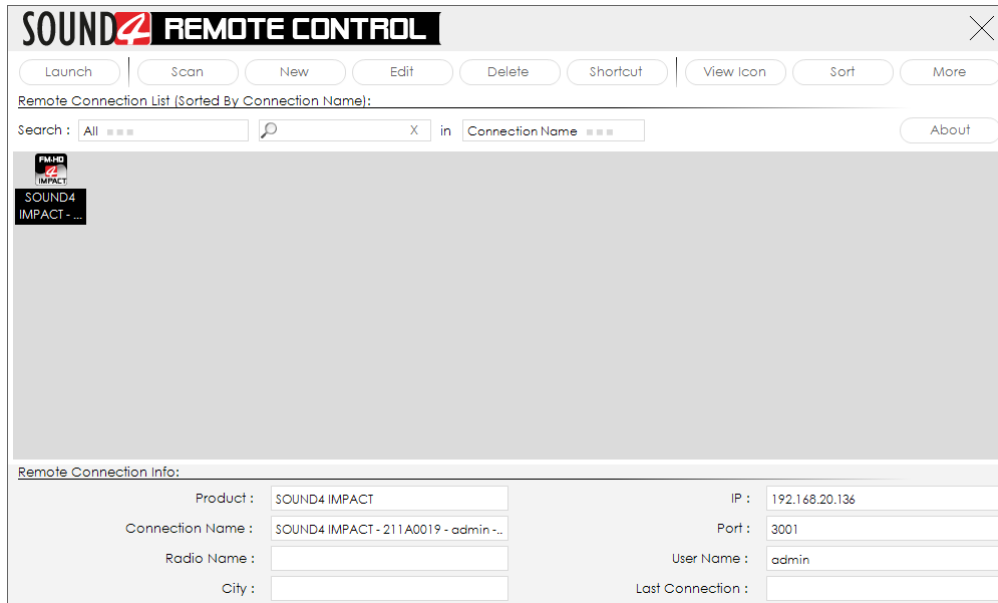 SOUND4 REMOTE CONTROL
Launch Scan New Edit Delete Shortcut View Icon Sort More
Remote Connection List (Sorted By Connection Name):
Search : All X in Connection Name About
FM-HD
4
IMPACT
SOUND4
IMPACT - ...
Remote Connection Info:
Product : SOUND4 IMPACT IP : 192.168.20.136
Connection Name : SOUND4 IMPACT - 211A0019 - admin -.. Port : 3001
Radio Name : User Name : admin
City : Last Connection :